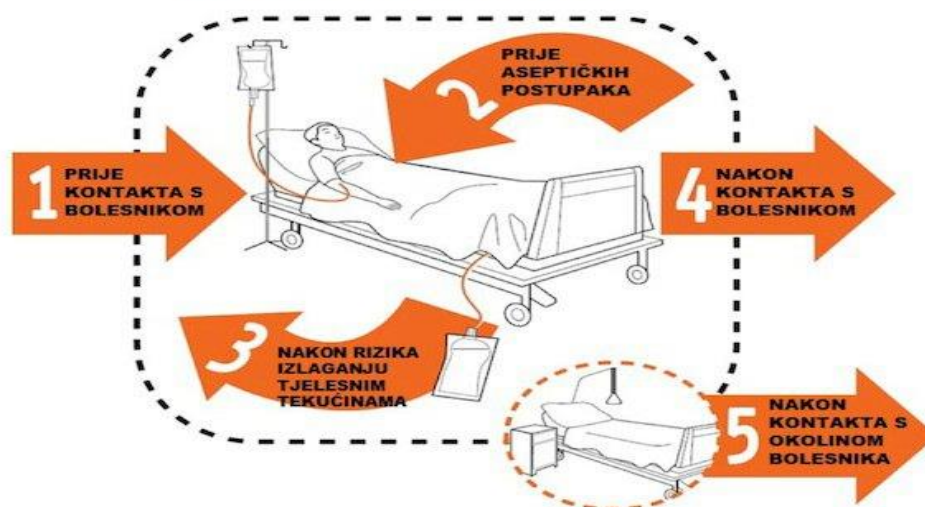 1 PRIJE
KONTAKTA S
BOLESNIKOM
2 PRIJE
ASEPTIČKIH
POSTUPAKA
3 NAKON RIZIKA
IZLAGANJU
TJELESNIM
TEKUĆINAMA
4 NAKON
KONTAKTA S
BOLESNIKOM
5 NAKON
KONTAKTA S
OKOLINOM
BOLESNIKA